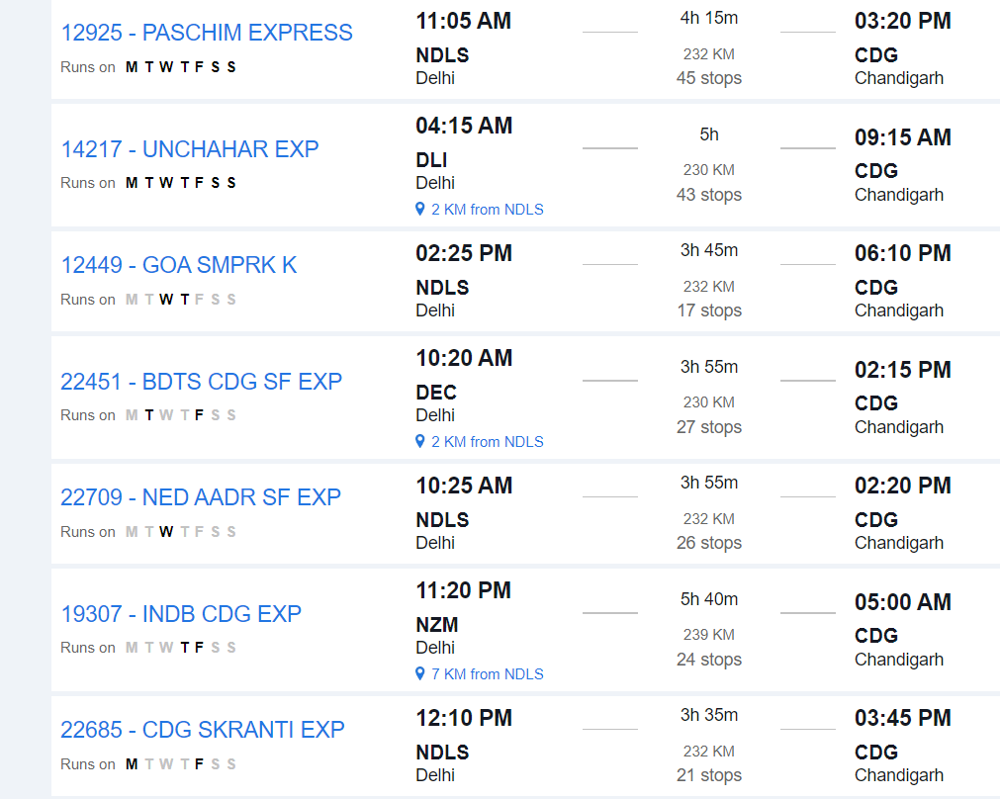 12925 - PASCHIM EXPRESS
Runs on M T W T F S S
11:05 AM
NDLS
Delhi
4h 15m
232 KM
45 stops
03:20 PM
CDG
Chandigarh
14217 - UNCHAHAR EXP
Runs on M T W T F S S
04:15 AM
DLI
Delhi
2 KM from NDLS
5h
230 KM
43 stops
09:15 AM
CDG
Chandigarh
12449 - GOA SMPRK K
Runs on M T W T F S S
02:25 PM
NDLS
Delhi
3h 45m
232 KM
17 stops
06:10 PM
CDG
Chandigarh
22451 - BDTS CDG SF EXP
Runs on M T W T F S S
10:20 AM
DEC
Delhi
2 KM from NDLS
3h 55m
230 KM
27 stops
02:15 PM
CDG
Chandigarh
22709 - NED AADR SF EXP
Runs on M T W T F S S
10:25 AM
NDLS
Delhi
3h 55m
232 KM
26 stops
02:20 PM
CDG
Chandigarh
19307 - INDB CDG EXP
Runs on M T W T F S S
11:20 PM
NZM
Delhi
7 KM from NDLS
5h 40m
239 KM
24 stops
05:00 AM
CDG
Chandigarh
22685 - CDG SKRANTI EXP
Runs on M T W T F S S
12:10 PM
NDLS
Delhi
3h 35m
232 KM
21 stops
03:45 PM
CDG
Chandigarh